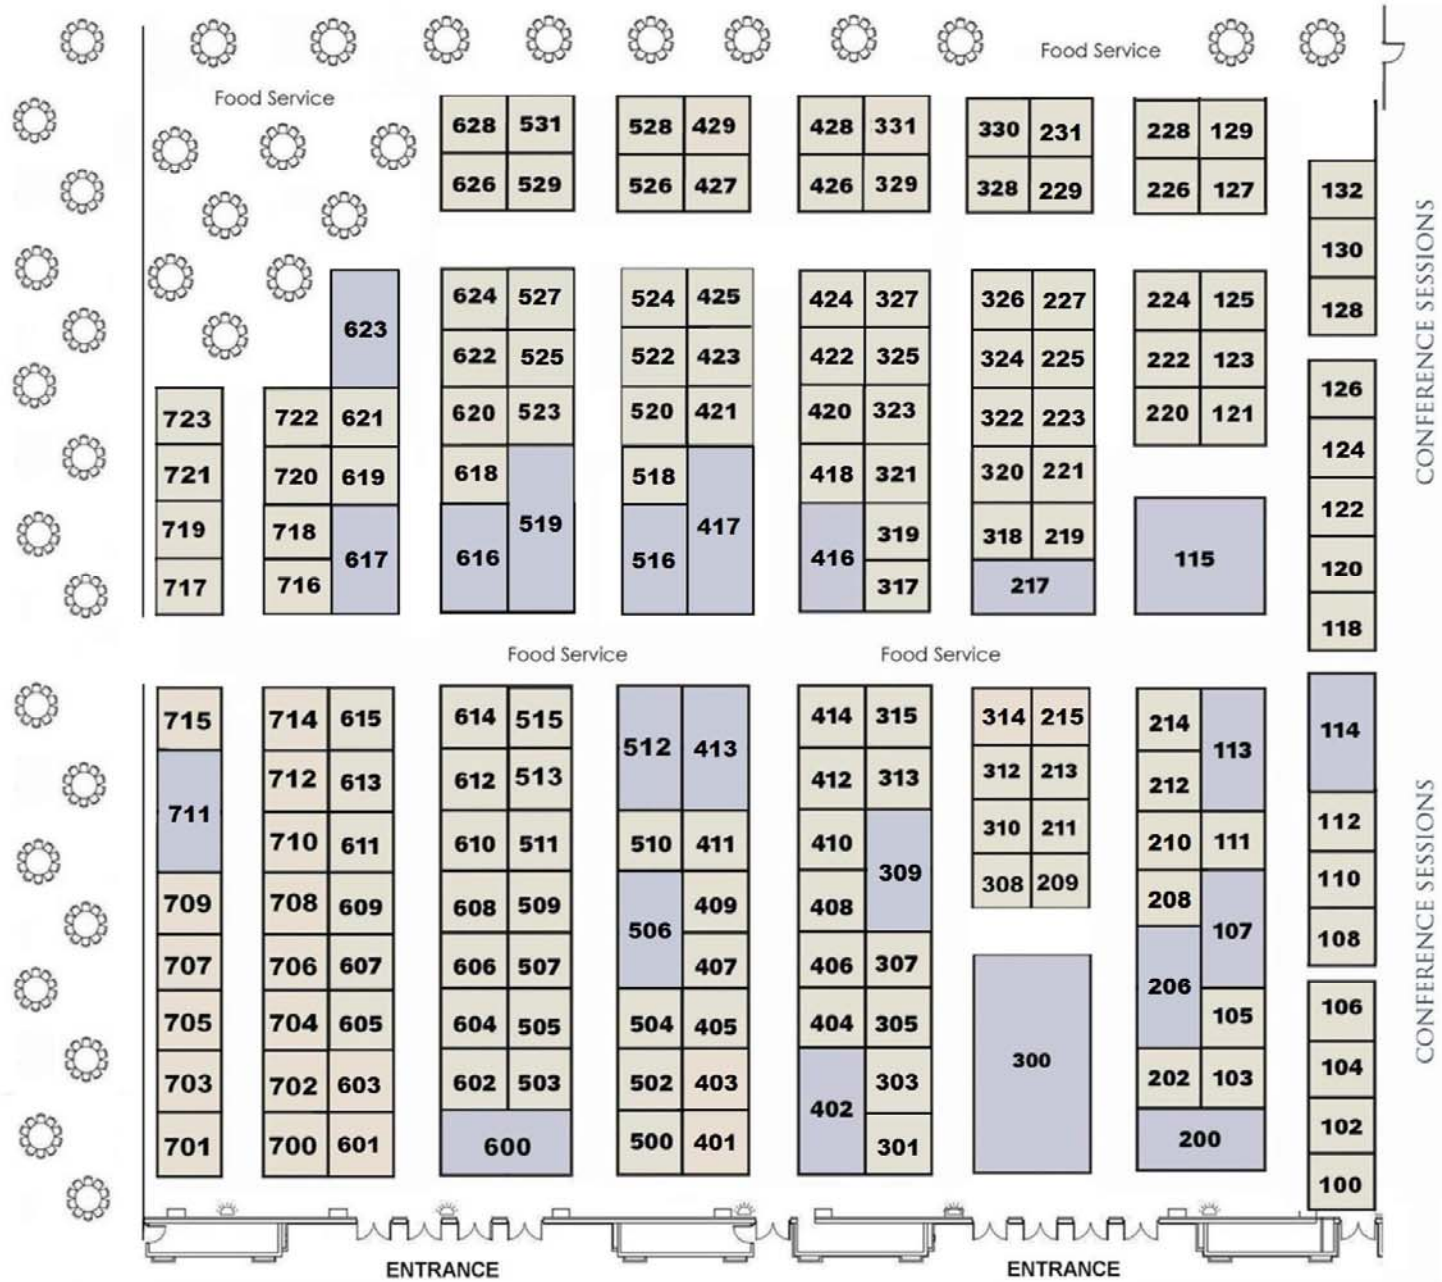 Food Service
Food Service
628 531 528 429 428 331 330 231 228 129
626 529 526 427 426 329 328 229 226 127 132
130
624 527 524 425 424 327 326 227 224 125 128
623
622 525 522 423 422 325 324 225 222 123
126
723 722 621 620 523 520 421 420 323 322 223 220 121
124
721 720 619 618 518 418 321 320 221
122
719 718 519 417 319 318 219
617 616 516 416 115
120
717 716 317 217
118
Food Service Food Service
715 714 615 614 515 414 315 314 215 214
114
512 413 113
712 613 612 513 412 313 312 213 212
711
112
710 611 610 511 510 411 410 310 211 210 111
309
110
709 708 609 608 509 409 408 308 209 208
506 107
108
707 706 607 606 507 407 406 307
206
106
705 704 605 604 505 504 405 404 305 105
300
104
703 702 603 602 503 502 403 303 202 103
402
102
701 700 601 600 500 401 301 200
100
CONFERENCE SESSIONS
CONFERENCE SESSIONS
ENTRANCE ENTRANCE